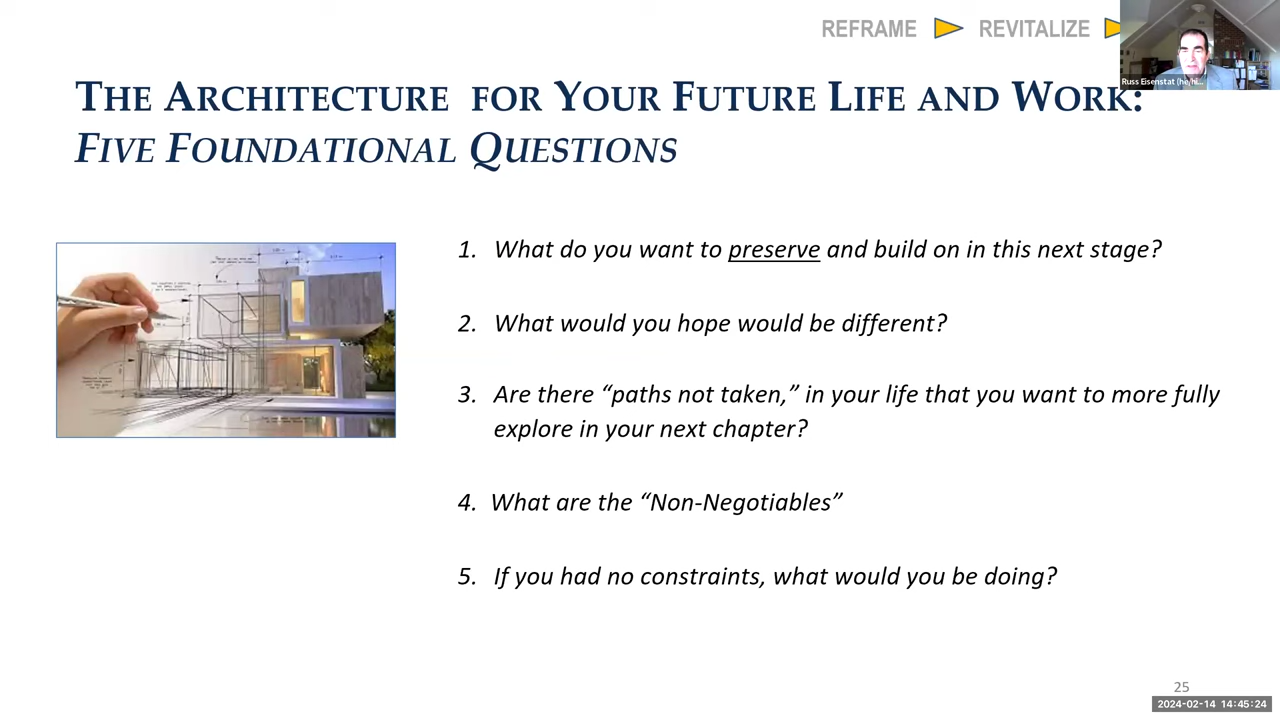 REFRAME REVITALIZE
Russ Eisenstat (he/hi...
THE ARCHITECTURE FOR YOUR FUTURE LIFE AND WORK:
FIVE FOUNDATIONAL QUESTIONS
1. What do you want to preserve and build on in this next stage?
2. What would you hope would be different?
3. Are there “paths not taken,” in your life that you want to more fully
explore in your next chapter?
4. What are the “Non-Negotiables”
5. If you had no constraints, what would you be doing?
25
2024-02-14 14:45:24